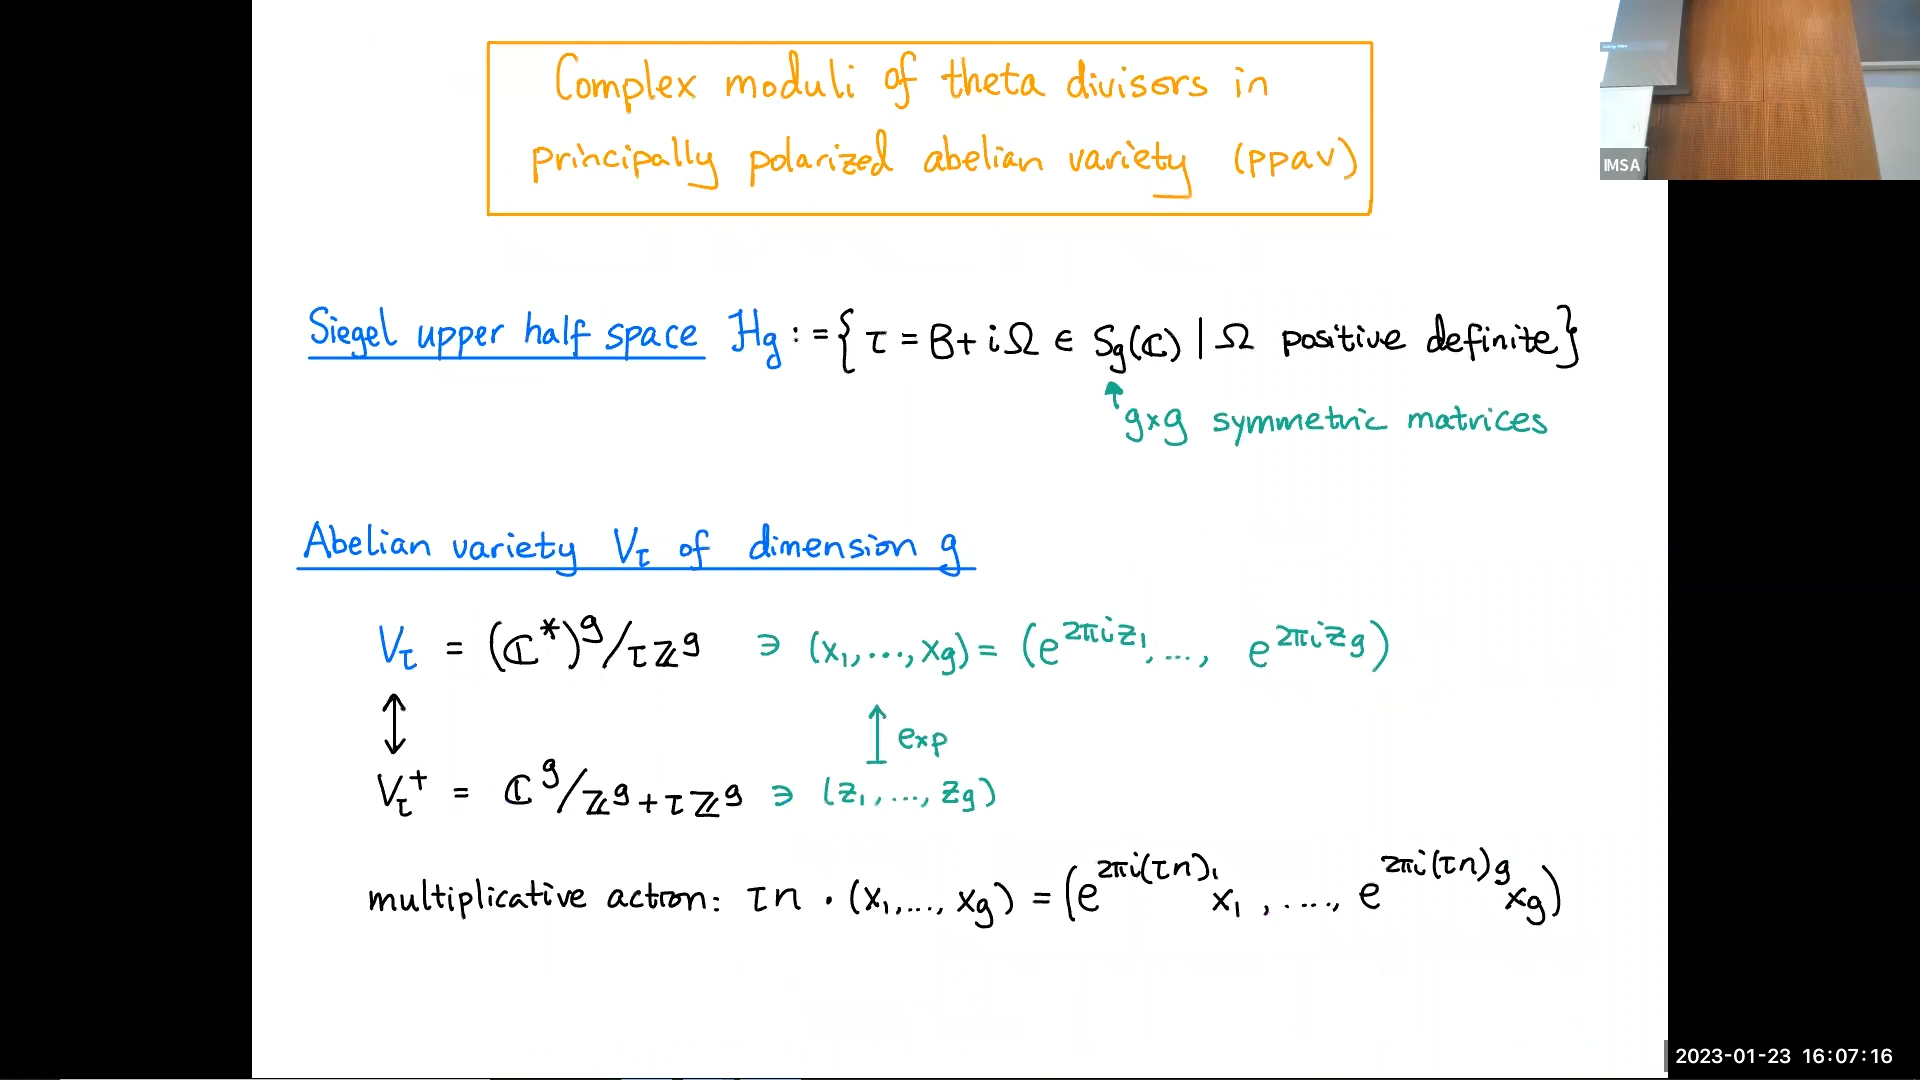 Complex moduli of theta divisors in
principally polarized abelian variety (ppav)
IMSA
Siegel upper half space ℋg := { τ = B + iΩ ∈ Sg(ℂ) | Ω positive definite }
↑ g×g symmetric matrices
Abelian variety Vτ of dimension g
Vτ = (ℂ*)^g / τℤ^g ∋ (x₁, ..., xg) = (e^{2πiz₁}, ..., e^{2πizg})
↕ ↑ exp
Vτ⁺ = ℂ^g / ℤ^g + τℤ^g ∋ (z₁, ..., zg)
multiplicative action: τn · (x₁, ..., xg) = (e^{2πi(τn)₁} x₁, ...., e^{2πi(τn)g} xg)
2023-01-23 16:07:16